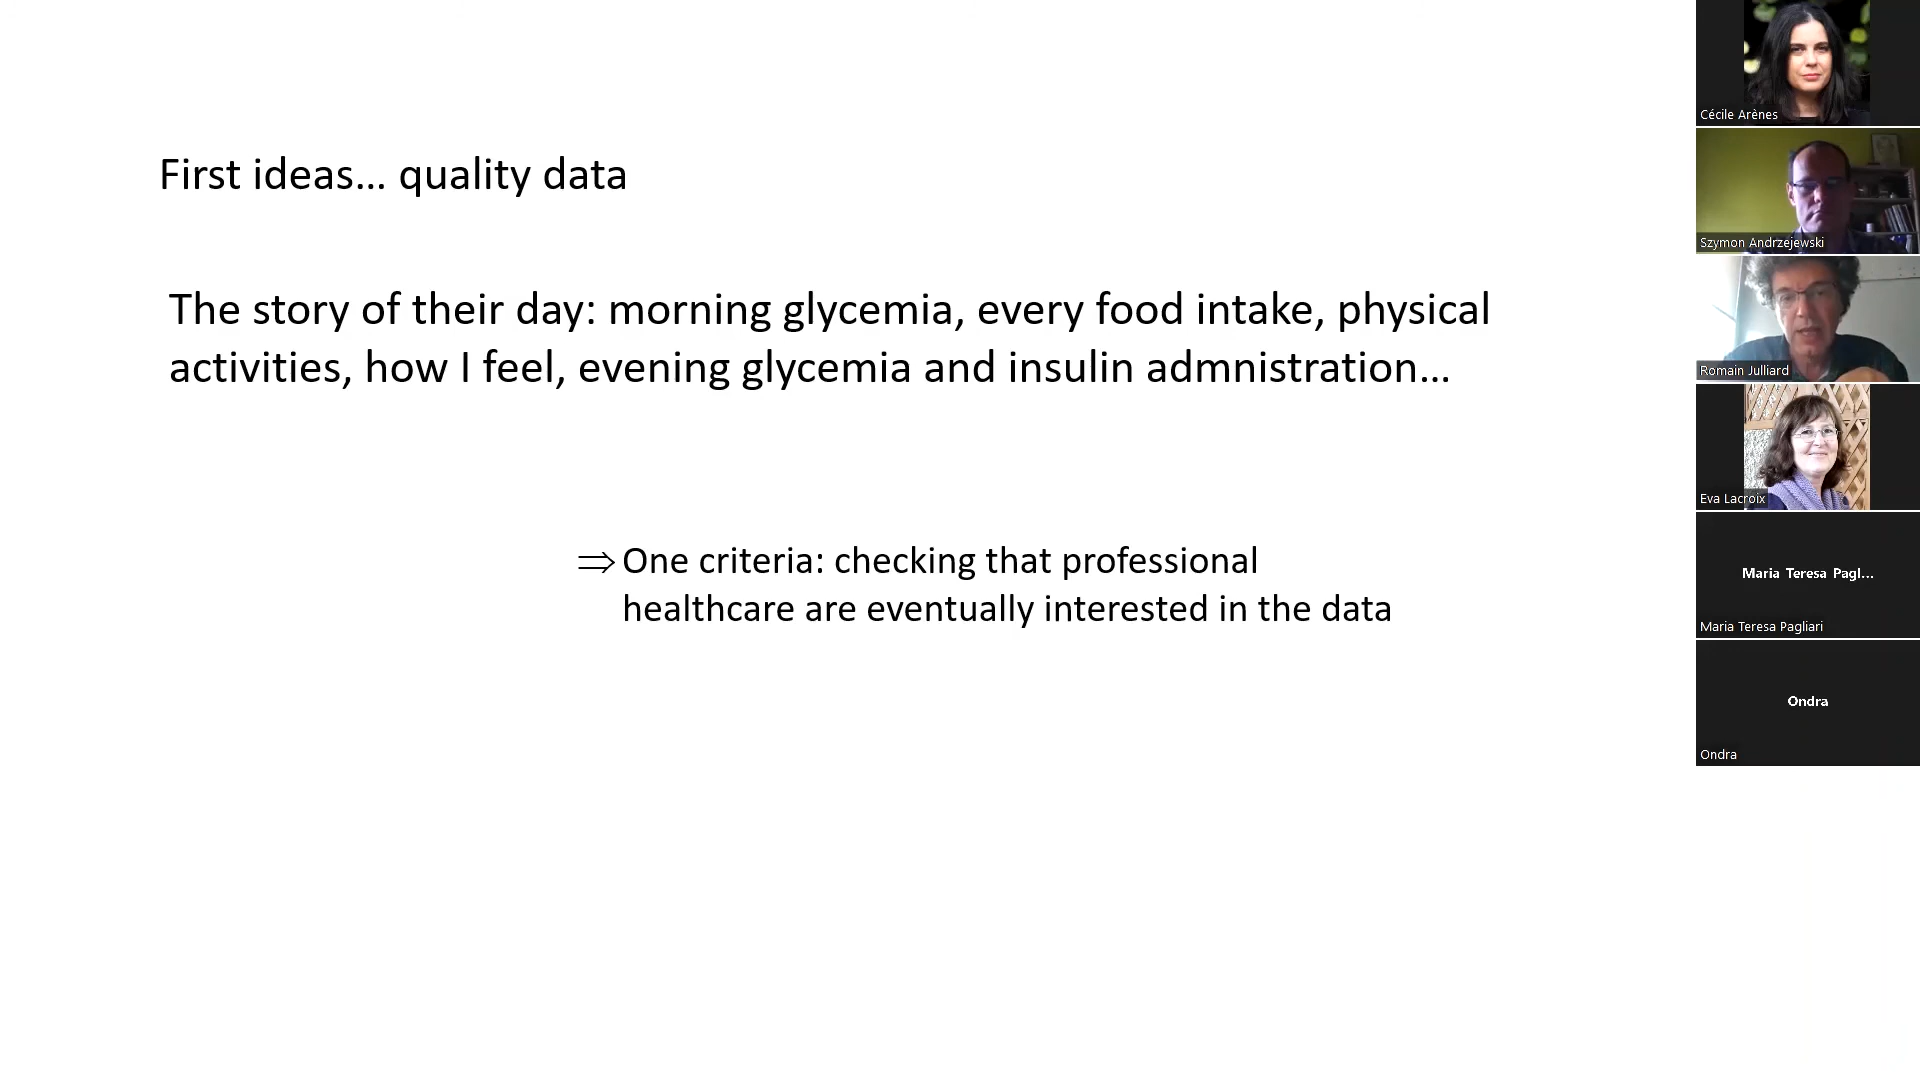 First ideas… quality data
The story of their day: morning glycemia, every food intake, physical
activities, how I feel, evening glycemia and insulin admnistration…
⇒ One criteria: checking that professional
healthcare are eventually interested in the data
Cécile Arènes
Szymon Andrzejewski
Romain Julliard
Eva Lacroix
Maria Teresa Pagl...
Maria Teresa Pagliari
Ondra
Ondra